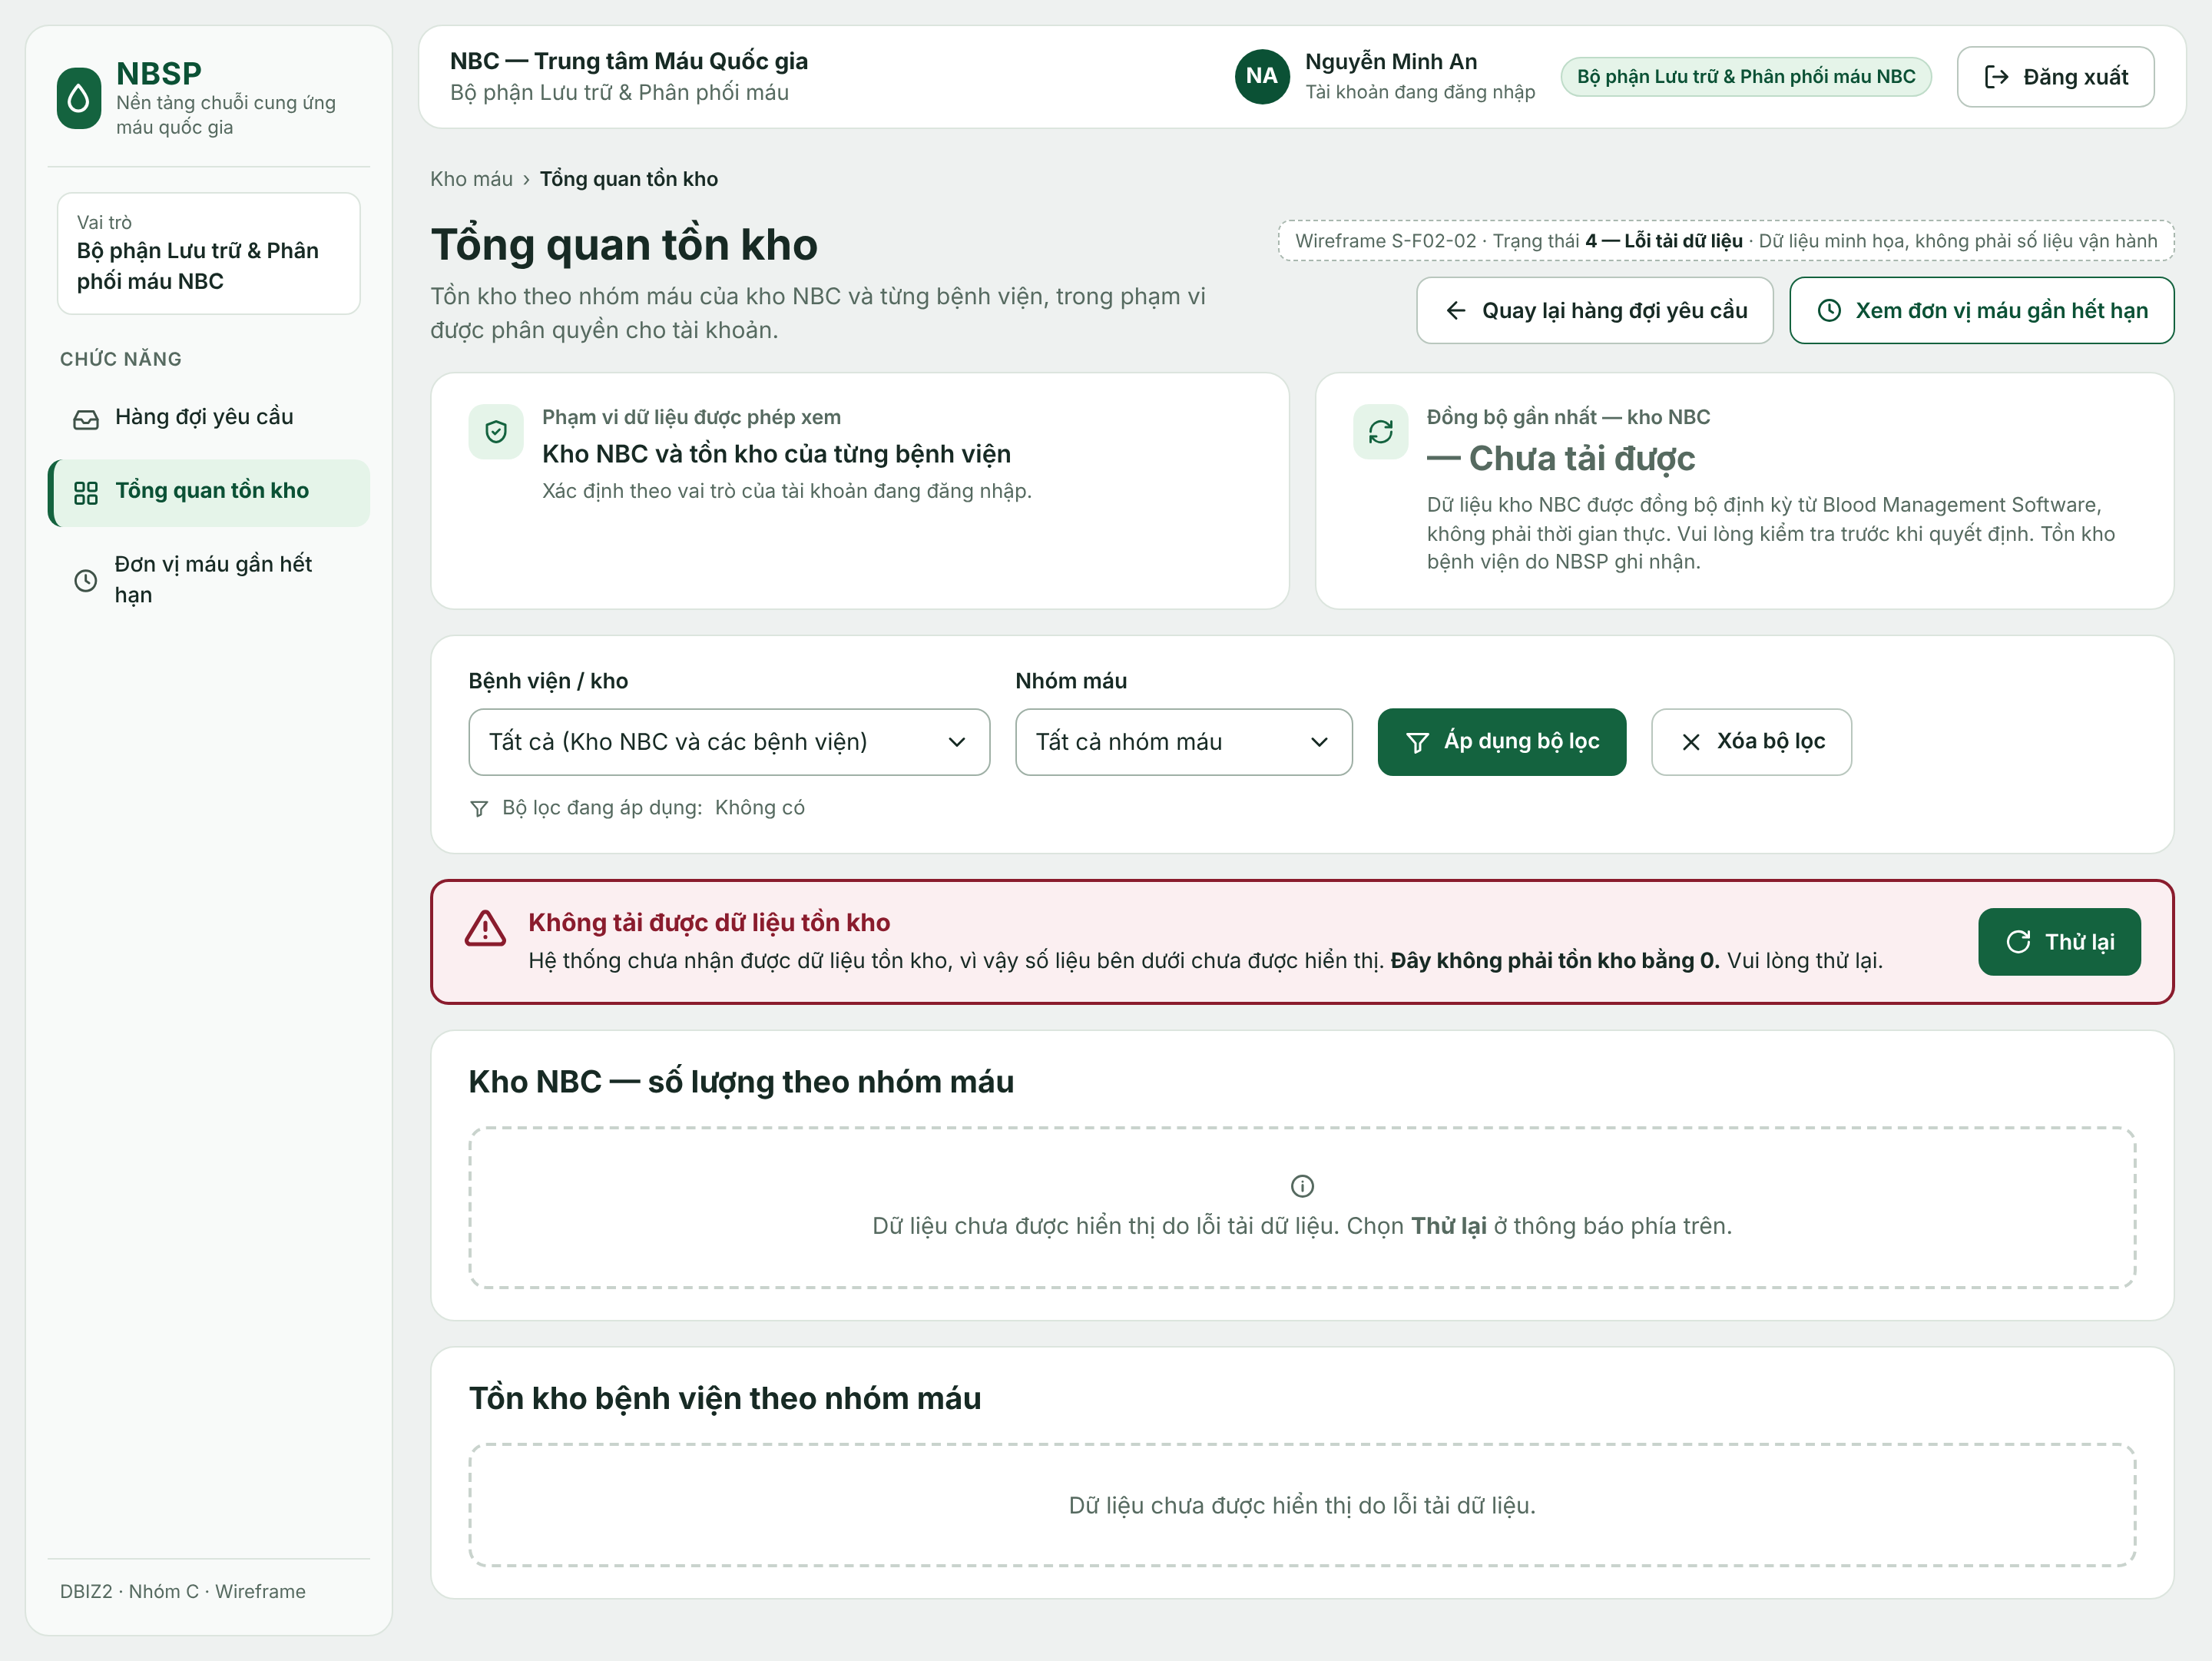 NBSP
Nền tảng chuỗi cung ứng
máu quốc gia
Vai trò
Bộ phận Lưu trữ & Phân
phối máu NBC
CHỨC NĂNG
Hàng đợi yêu cầu
Tổng quan tồn kho
Đơn vị máu gần hết
hạn
DBIZ2 · Nhóm C · Wireframe
NBC — Trung tâm Máu Quốc gia
Bộ phận Lưu trữ & Phân phối máu
NA
Nguyễn Minh An
Tài khoản đang đăng nhập
Bộ phận Lưu trữ & Phân phối máu NBC
Đăng xuất
Kho máu › Tổng quan tồn kho
Tổng quan tồn kho
Tồn kho theo nhóm máu của kho NBC và từng bệnh viện, trong phạm vi
được phân quyền cho tài khoản.
Wireframe S-F02-02 · Trạng thái 4 — Lỗi tải dữ liệu · Dữ liệu minh họa, không phải số liệu vận hành
Quay lại hàng đợi yêu cầu
Xem đơn vị máu gần hết hạn
Phạm vi dữ liệu được phép xem
Kho NBC và tồn kho của từng bệnh viện
Xác định theo vai trò của tài khoản đang đăng nhập.
Đồng bộ gần nhất — kho NBC
— Chưa tải được
Dữ liệu kho NBC được đồng bộ định kỳ từ Blood Management Software,
không phải thời gian thực. Vui lòng kiểm tra trước khi quyết định. Tồn kho
bệnh viện do NBSP ghi nhận.
Bệnh viện / kho
Tất cả (Kho NBC và các bệnh viện)
Nhóm máu
Tất cả nhóm máu
Áp dụng bộ lọc
Xóa bộ lọc
Bộ lọc đang áp dụng: Không có
Không tải được dữ liệu tồn kho
Hệ thống chưa nhận được dữ liệu tồn kho, vì vậy số liệu bên dưới chưa được hiển thị. Đây không phải tồn kho bằng 0. Vui lòng thử lại.
Thử lại
Kho NBC — số lượng theo nhóm máu
Dữ liệu chưa được hiển thị do lỗi tải dữ liệu. Chọn Thử lại ở thông báo phía trên.
Tồn kho bệnh viện theo nhóm máu
Dữ liệu chưa được hiển thị do lỗi tải dữ liệu.